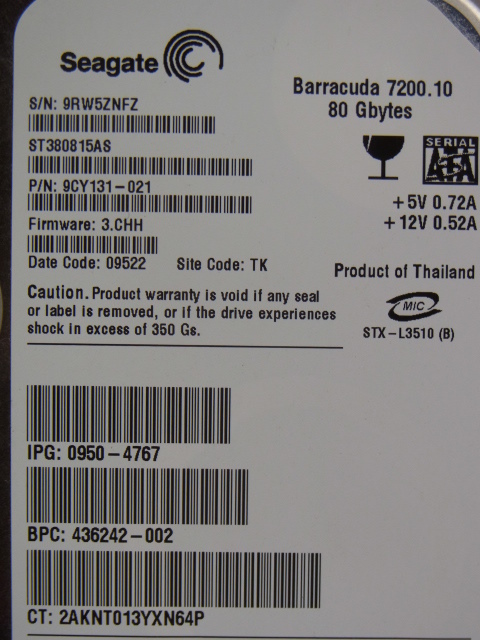 Seagate
Barracuda 7200.10
80 Gbytes
S/N: 9RW5ZNFZ
ST380815AS
SERIAL
ATA
P/N: 9CY131-021
+5V 0.72A
+12V 0.52A
Firmware: 3.CHH
Date Code: 09522 Site Code: TK
Product of Thailand
Caution. Product warranty is void if any seal
or label is removed, or if the drive experiences
shock in excess of 350 Gs.
MIC
STX-L3510 (B)
IPG: 0950-4767
BPC: 436242-002
CT: 2AKNT013YXN64P